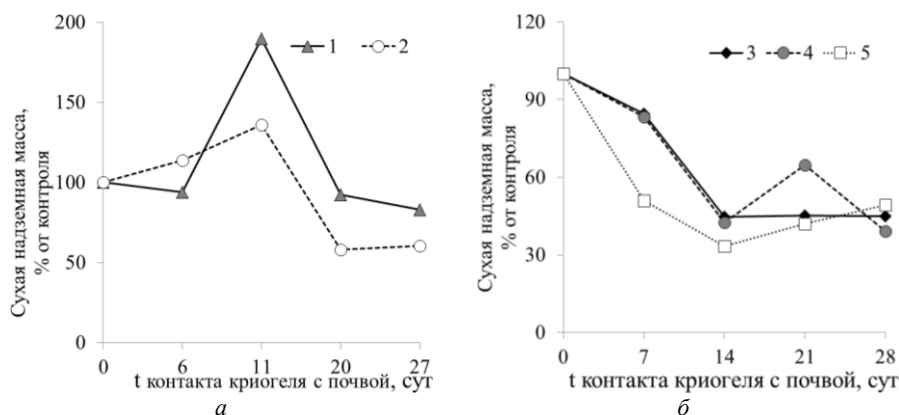 200
150
100
50
0
Сухая надземная масса,
% от контроля
1 2
0 6 11 20 27
t контакта криогеля с почвой, сут
а
120
90
60
30
0
Сухая надземная масса,
% от контроля
3 4 5
0 7 14 21 28
t контакта криогеля с почвой, сут
б